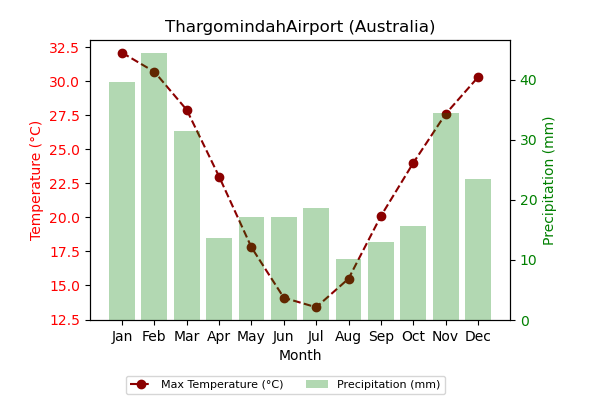 ThargomindahAirport (Australia)
32.5
30.0
27.5
25.0
22.5
20.0
17.5
15.0
12.5
Temperature (°C)
40
30
20
10
0
Precipitation (mm)
Jan Feb Mar Apr May Jun Jul Aug Sep Oct Nov Dec
Month
Max Temperature (°C) Precipitation (mm)